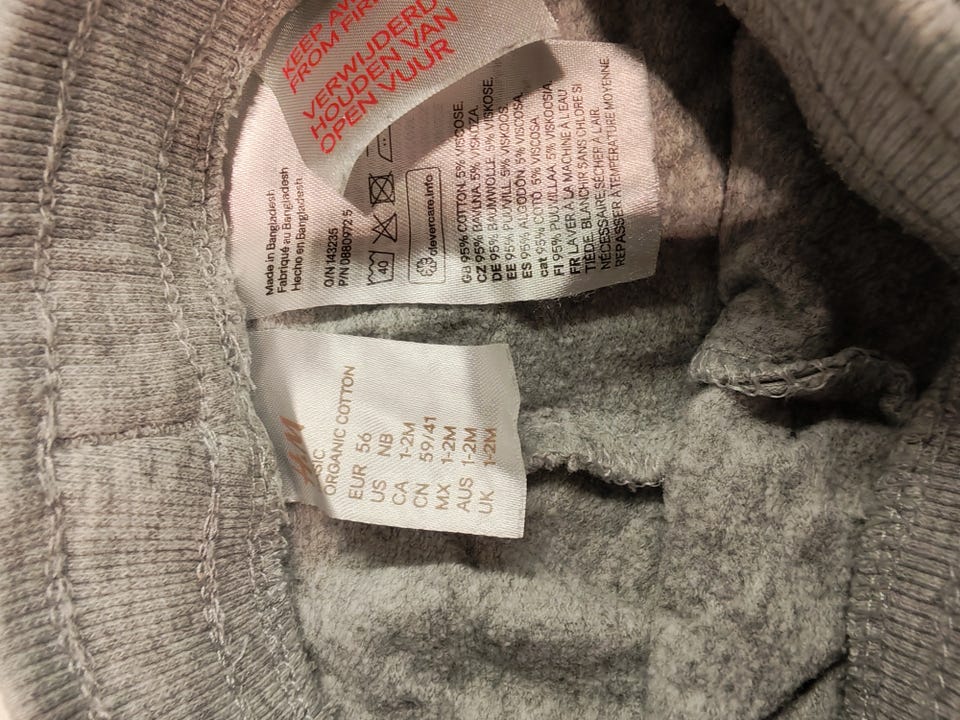 KEEP
FROM FIRE
VERWIJDERD
HOUDEN VAN
OPEN VUUR
Made in Bangladesh
Fabriqué au Bangladesh
Hecho en Bangladesh
O/N 143235
P/N 0880972 5
40
clevercare.info
GB 95% COTTON, 5% VISCOSE,
CZ 95% BAVLNA, 5% VISKÓZA,
DE 95% BAUMWOLLE, 5% VISKOSE,
EE 95% PUUVILL, 5% VISKOOS,
ES 95% ALGODÓN, 5% VISCOSA,
cat 95% COTÓ, 5% VISCOSA,
FI 95% PUUVILLAA, 5% VISKOOSIA
FR LAVER À LA MACHINE À L'EAU
TIÈDE, BLANCHIR SANS CHLORE SI
NÉCESSAIRE, SÉCHER À L'AIR,
REPASSER À TEMPÉRATURE MOYENNE,
H&M
ORGANIC COTTON
EUR 56
US NB
CA 1-2M
CN 59/41
MX 1-2M
AUS 1-2M
UK 1-2M